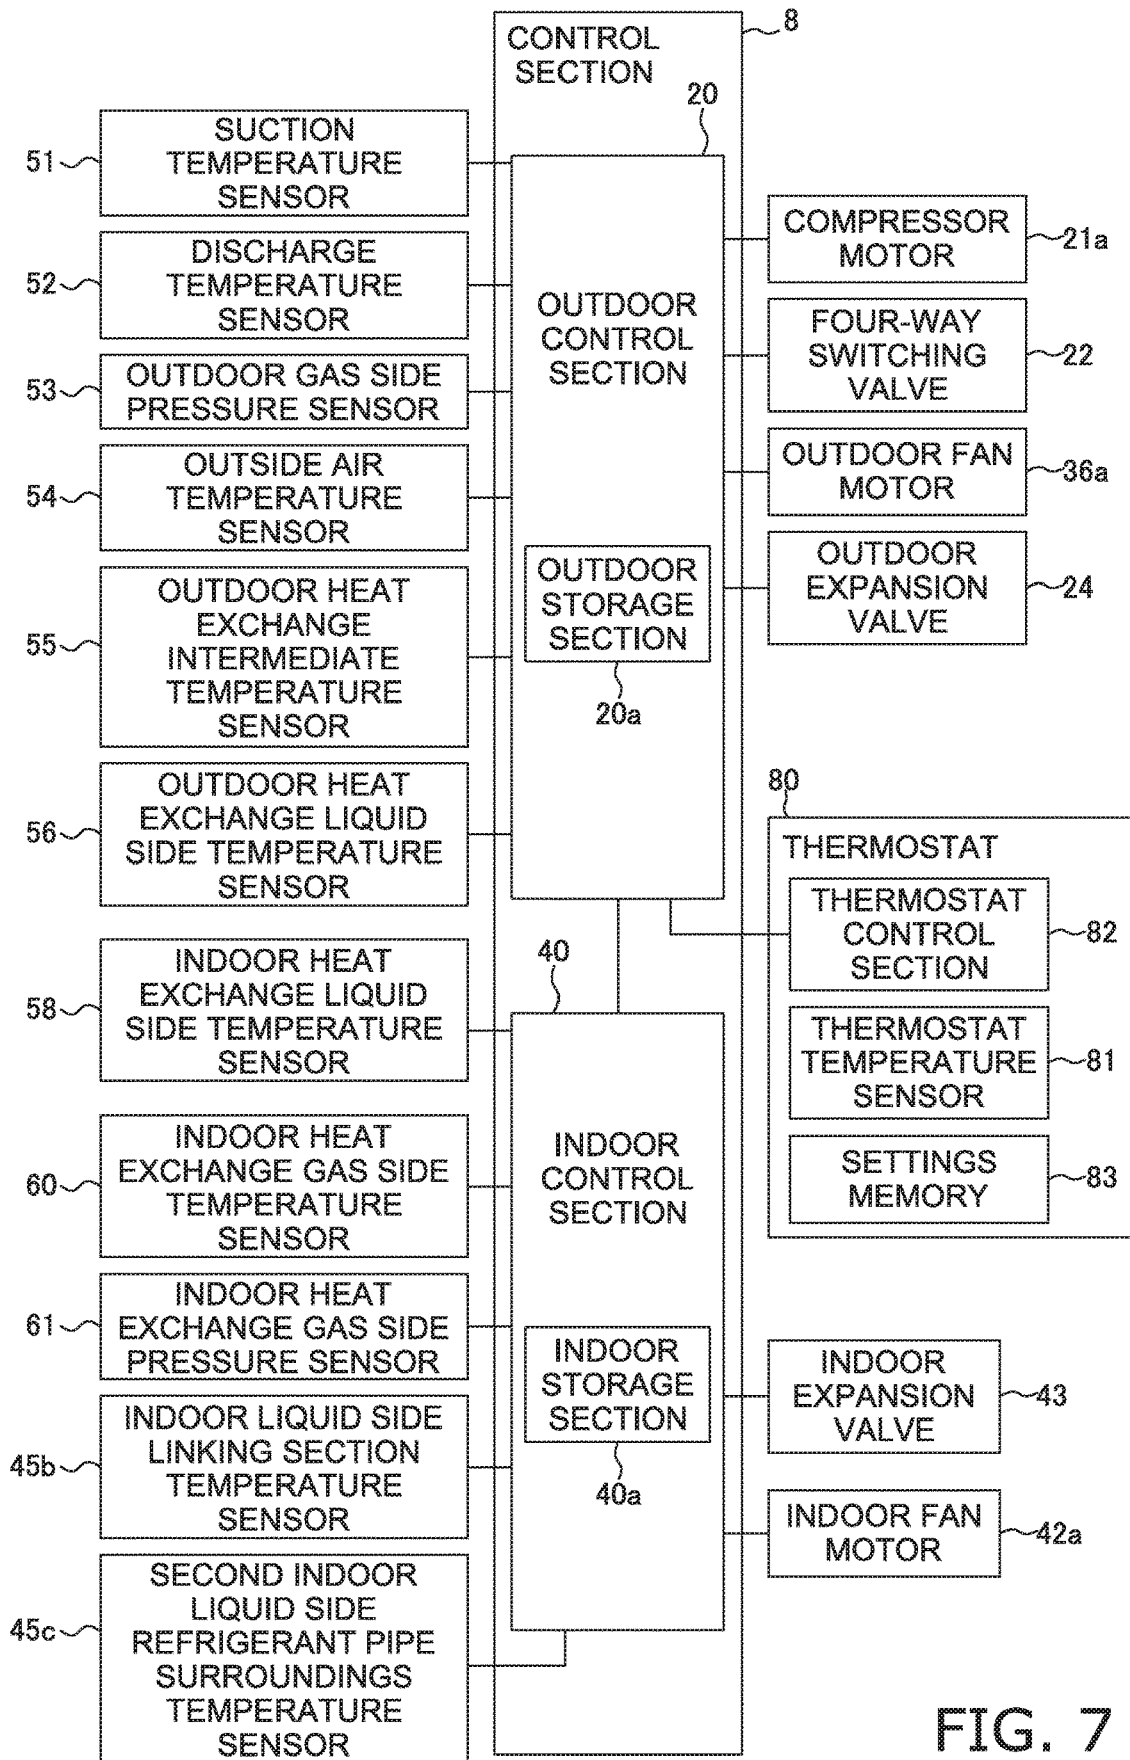 CONTROL
SECTION
8
20
51
SUCTION
TEMPERATURE
SENSOR
52
DISCHARGE
TEMPERATURE
SENSOR
53
OUTDOOR GAS SIDE
PRESSURE SENSOR
54
OUTSIDE AIR
TEMPERATURE
SENSOR
55
OUTDOOR HEAT
EXCHANGE
INTERMEDIATE
TEMPERATURE
SENSOR
56
OUTDOOR HEAT
EXCHANGE LIQUID
SIDE TEMPERATURE
SENSOR
58
INDOOR HEAT
EXCHANGE LIQUID
SIDE TEMPERATURE
SENSOR
60
INDOOR HEAT
EXCHANGE GAS SIDE
TEMPERATURE
SENSOR
61
INDOOR HEAT
EXCHANGE GAS SIDE
PRESSURE SENSOR
45b
INDOOR LIQUID SIDE
LINKING SECTION
TEMPERATURE
SENSOR
45c
SECOND INDOOR
LIQUID SIDE
REFRIGERANT PIPE
SURROUNDINGS
TEMPERATURE
SENSOR
OUTDOOR
CONTROL
SECTION
OUTDOOR
STORAGE
SECTION
20a
40
INDOOR
CONTROL
SECTION
INDOOR
STORAGE
SECTION
40a
COMPRESSOR
MOTOR
21a
FOUR-WAY
SWITCHING
VALVE
22
OUTDOOR FAN
MOTOR
36a
OUTDOOR
EXPANSION
VALVE
24
80
THERMOSTAT
THERMOSTAT
CONTROL
SECTION
82
THERMOSTAT
TEMPERATURE
SENSOR
81
SETTINGS
MEMORY
83
INDOOR
EXPANSION
VALVE
43
INDOOR FAN
MOTOR
42a
FIG. 7